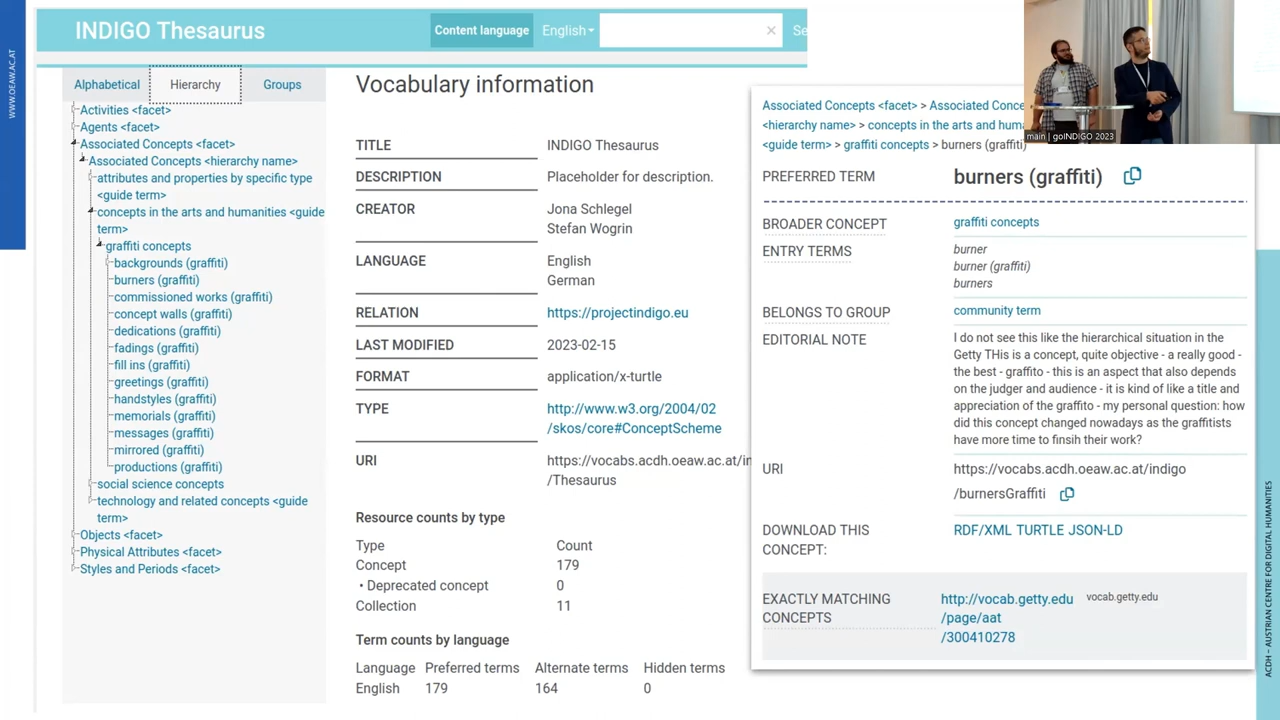 WWW.OEAW.AC.AT
INDIGO Thesaurus
Content language
English
×
Se
Alphabetical
Hierarchy
Groups
Activities <facet>
Agents <facet>
Associated Concepts <facet>
Associated Concepts <hierarchy name>
attributes and properties by specific type
<guide term>
concepts in the arts and humanities <guide
term>
graffiti concepts
backgrounds (graffiti)
burners (graffiti)
commissioned works (graffiti)
concept walls (graffiti)
dedications (graffiti)
fadings (graffiti)
fill ins (graffiti)
greetings (graffiti)
handstyles (graffiti)
memorials (graffiti)
messages (graffiti)
mirrored (graffiti)
productions (graffiti)
social science concepts
technology and related concepts <guide
term>
Objects <facet>
Physical Attributes <facet>
Styles and Periods <facet>
Vocabulary information
TITLE INDIGO Thesaurus
DESCRIPTION Placeholder for description.
CREATOR Jona Schlegel
Stefan Wogrin
LANGUAGE English
German
RELATION https://projectindigo.eu
LAST MODIFIED 2023-02-15
FORMAT application/x-turtle
TYPE http://www.w3.org/2004/02
/skos/core#ConceptScheme
URI https://vocabs.acdh.oeaw.ac.at/in
/Thesaurus
Resource counts by type
Type Count
Concept 179
• Deprecated concept 0
Collection 11
Term counts by language
Language Preferred terms Alternate terms Hidden terms
English 179 164 0
Associated Concepts <facet> > Associated Conce
<hierarchy name> > concepts in the arts and huma
<guide term> > graffiti concepts > burners (graffiti)
PREFERRED TERM burners (graffiti)
BROADER CONCEPT graffiti concepts
ENTRY TERMS burner
burner (graffiti)
burners
BELONGS TO GROUP community term
EDITORIAL NOTE I do not see this like the hierarchical situation in the
Getty THis is a concept, quite objective - a really good -
the best - graffito - this is an aspect that also depends
on the judger and audience - it is kind of like a title and
appreciation of the graffito - my personal question: how
did this concept changed nowadays as the graffitists
have more time to finsih their work?
URI https://vocabs.acdh.oeaw.ac.at/indigo
/burnersGraffiti
DOWNLOAD THIS RDF/XML TURTLE JSON-LD
CONCEPT:
EXACTLY MATCHING http://vocab.getty.edu vocab.getty.edu
CONCEPTS /page/aat
/300410278
main | goINDIGO 2023
ACDH – AUSTRIAN CENTRE FOR DIGITAL HUMANITIES